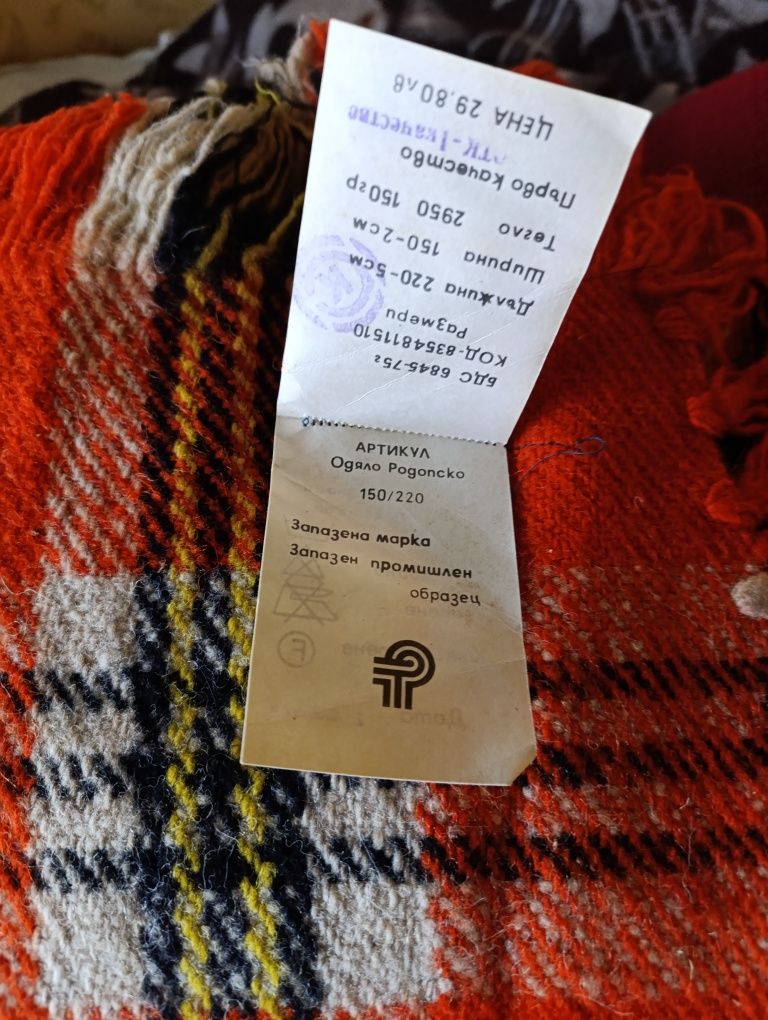 БДС 6845-75г
КОД-8354811510
Размери
Дължина 220-5см
Ширина 150-2см
Тегло 2950 150гр
Първо качество
ОТК-I качество
ЦЕНА 29.80лв
АРТИКУЛ
Одяло Родопско
150/220
Запазена марка
Запазен промишлен
образец